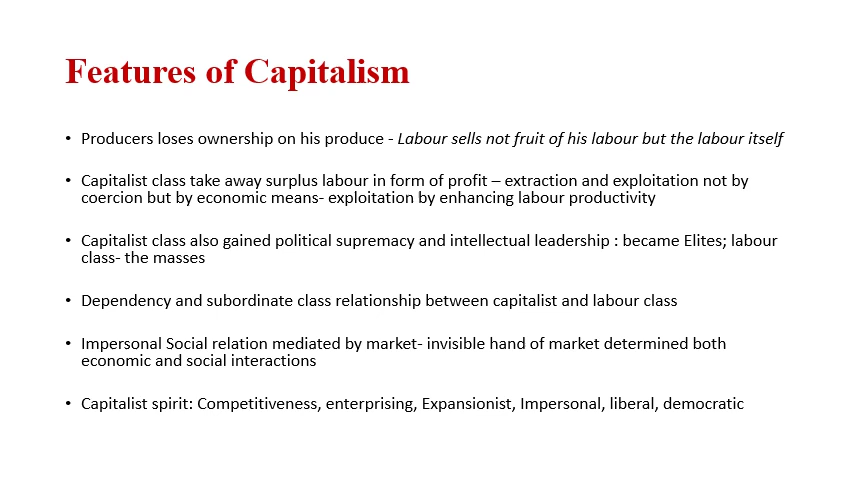 Features of Capitalism
• Producers loses ownership on his produce - Labour sells not fruit of his labour but the labour itself
• Capitalist class take away surplus labour in form of profit – extraction and exploitation not by
coercion but by economic means- exploitation by enhancing labour productivity
• Capitalist class also gained political supremacy and intellectual leadership : became Elites; labour
class- the masses
• Dependency and subordinate class relationship between capitalist and labour class
• Impersonal Social relation mediated by market- invisible hand of market determined both
economic and social interactions
• Capitalist spirit: Competitiveness, enterprising, Expansionist, Impersonal, liberal, democratic